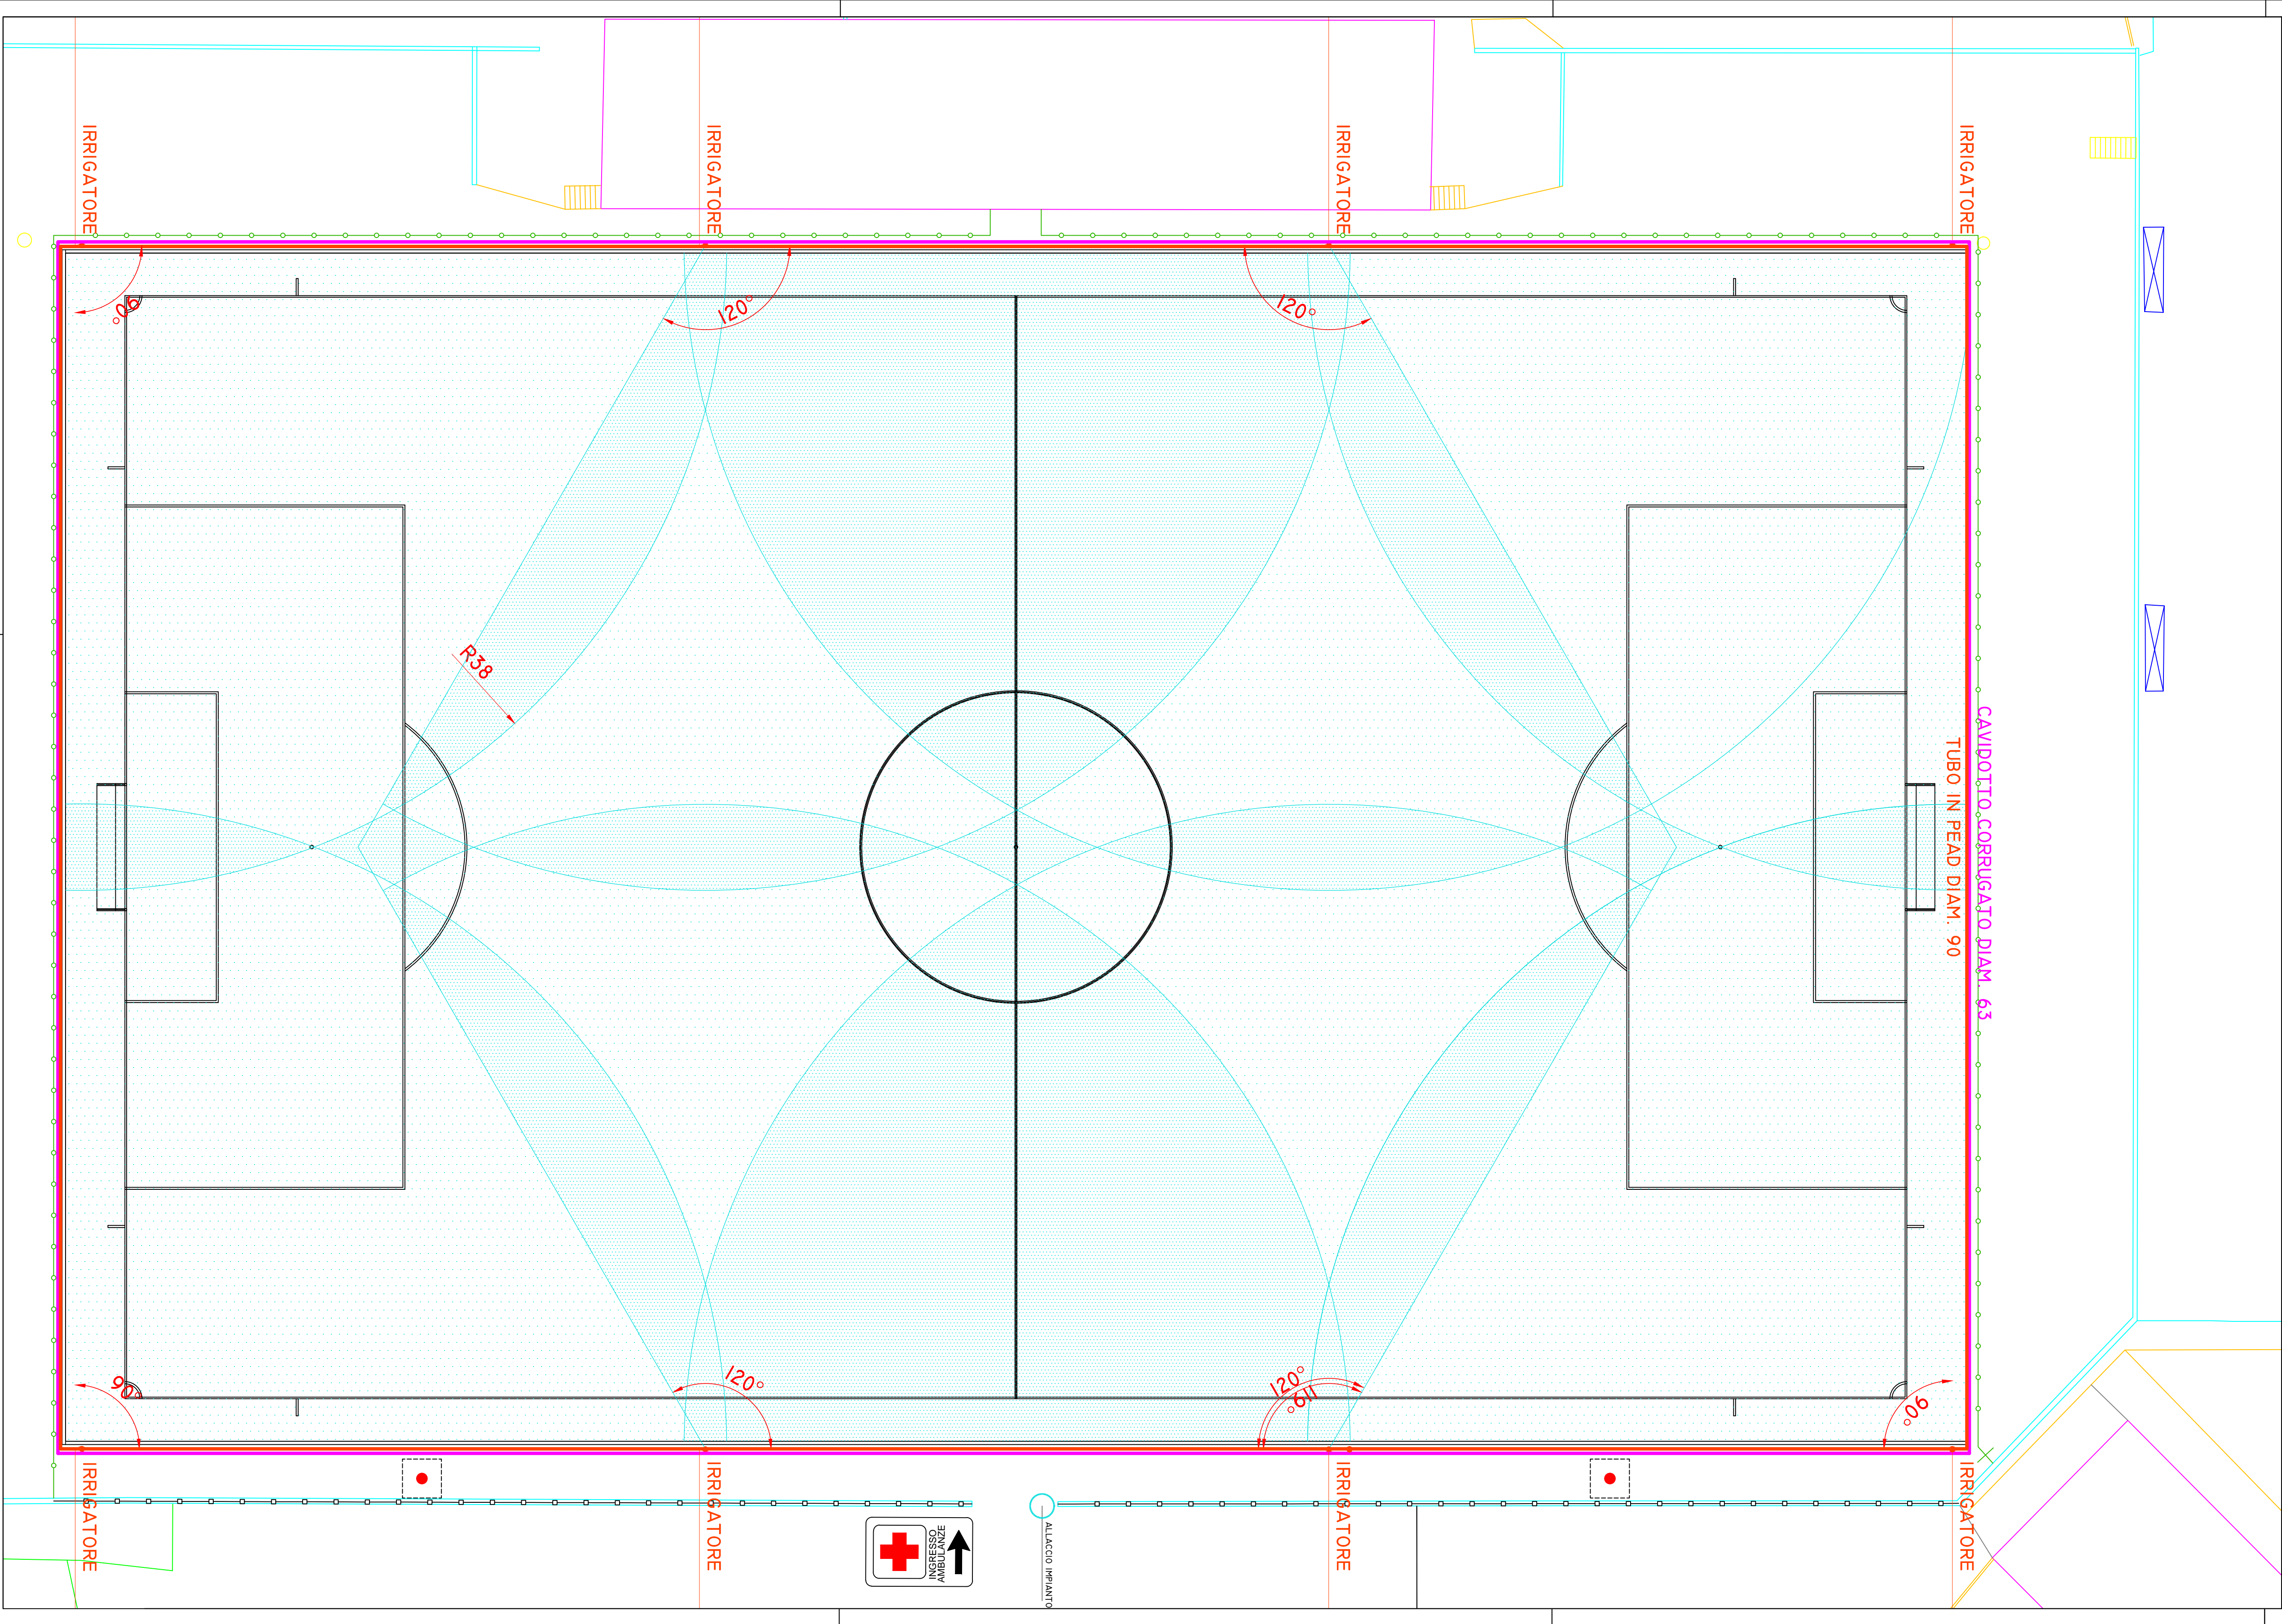 IRRIGATORE
IRRIGATORE
IRRIGATORE
IRRIGATORE
90°
120°
120°
R38
CAVIDOTTO CORRUGATO DIAM. 63
TUBO IN PEAD DIAM. 90
90°
120°
120°
119°
90°
IRRIGATORE
IRRIGATORE
IRRIGATORE
IRRIGATORE
INGRESSO
AMBULANZE
ALLACCIO IMPIANTO